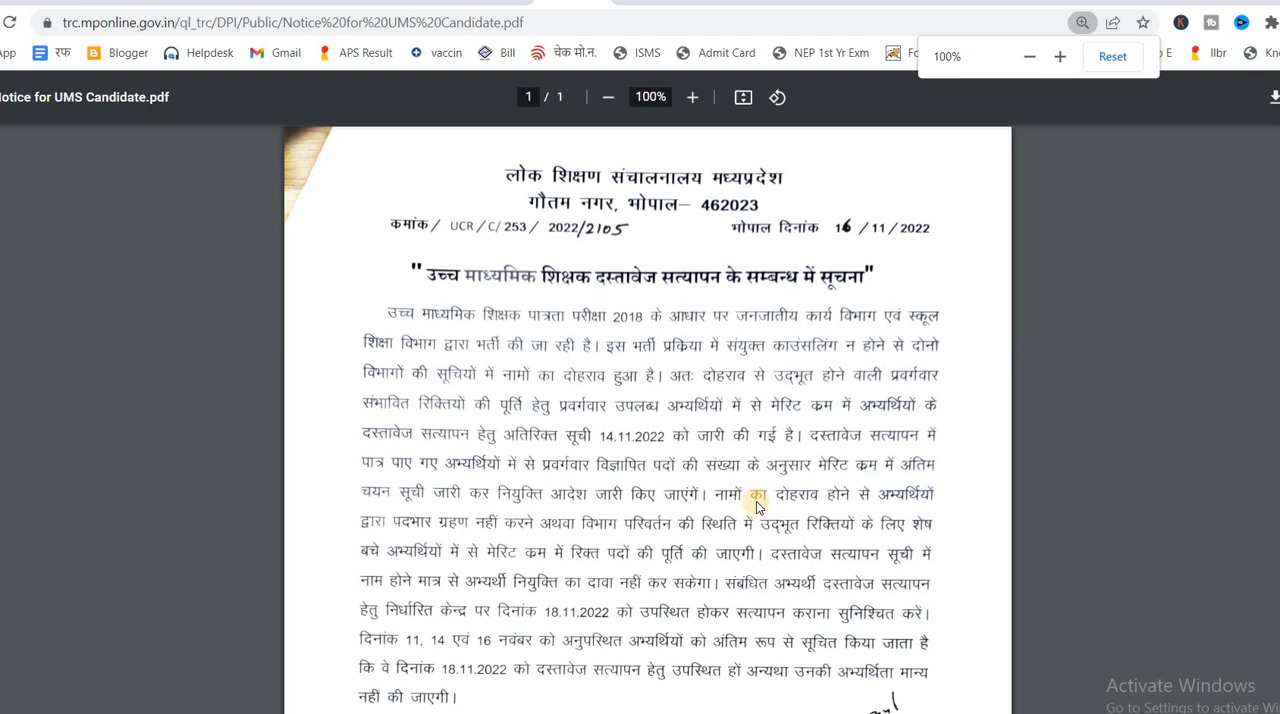 trc.mponline.gov.in/ql_trc/DPI/Public/Notice%20for%20UMS%20Candidate.pdf
App रफ Blogger Helpdesk Gmail APS Result vaccin Bill चेक मो.न. ISMS Admit Card NEP 1st Yr Exm Fo E Ilbr Kn
100% Reset
otice for UMS Candidate.pdf 1 / 1 100%
लोक शिक्षण संचालनालय मध्यप्रदेश
गौतम नगर, भोपाल– 462023
कमांक/ UCR/C/253/ 2022/2105 भोपाल दिनांक 16/11/2022
"उच्च माध्यमिक शिक्षक दस्तावेज सत्यापन के सम्बन्ध में सूचना"
उच्च माध्यमिक शिक्षक पात्रता परीक्षा 2018 के आधार पर जनजातीय कार्य विभाग एवं स्कूल
शिक्षा विभाग द्वारा भर्ती की जा रही है। इस भर्ती प्रकिया में संयुक्त काउंसलिंग न होने से दोनो
विभागों की सूचियों में नामों का दोहराव हुआ है। अतः दोहराव से उद्भूत होने वाली प्रवर्गवार
संभावित रिक्तियों की पूर्ति हेतु प्रवर्गवार उपलब्ध अभ्यर्थियों में से मेरिट कम में अभ्यर्थियों के
दस्तावेज सत्यापन हेतु अतिरिक्त सूची 14.11.2022 को जारी की गई है। दस्तावेज सत्यापन में
पात्र पाए गए अभ्यर्थियों में से प्रवर्गवार विज्ञापित पदों की संख्या के अनुसार मेरिट कम में अंतिम
चयन सूची जारी कर नियुक्ति आदेश जारी किए जाएंगें। नामों का दोहराव होने से अभ्यर्थियों
द्वारा पदभार ग्रहण नहीं करने अथवा विभाग परिवर्तन की स्थिति में उद्भूत रिक्तियों के लिए शेष
बचे अभ्यर्थियों में से मेरिट कम में रिक्त पदों की पूर्ति की जाएगी। दस्तावेज सत्यापन सूची में
नाम होने मात्र से अभ्यर्थी नियुक्ति का दावा नहीं कर सकेगा। संबंधित अभ्यर्थी दस्तावेज सत्यापन
हेतु निर्धारित केन्द्र पर दिनांक 18.11.2022 को उपस्थित होकर सत्यापन कराना सुनिश्चित करें।
दिनांक 11, 14 एवं 16 नवंबर को अनुपस्थित अभ्यर्थियों को अंतिम रूप से सूचित किया जाता है
कि वे दिनांक 18.11.2022 को दस्तावेज सत्यापन हेतु उपस्थित हों अन्यथा उनकी अभ्यर्थिता मान्य
नहीं की जाएगी।
Activate Windows
Go to Settings to activate Wi